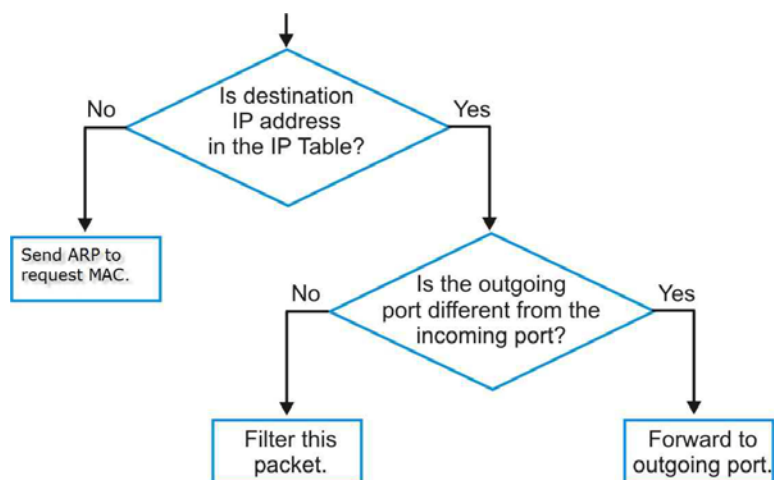 Is destination
IP address
in the IP Table?
No
Yes
Send ARP to
request MAC.
Is the outgoing
port different from the
incoming port?
No
Yes
Filter this
packet.
Forward to
outgoing port.